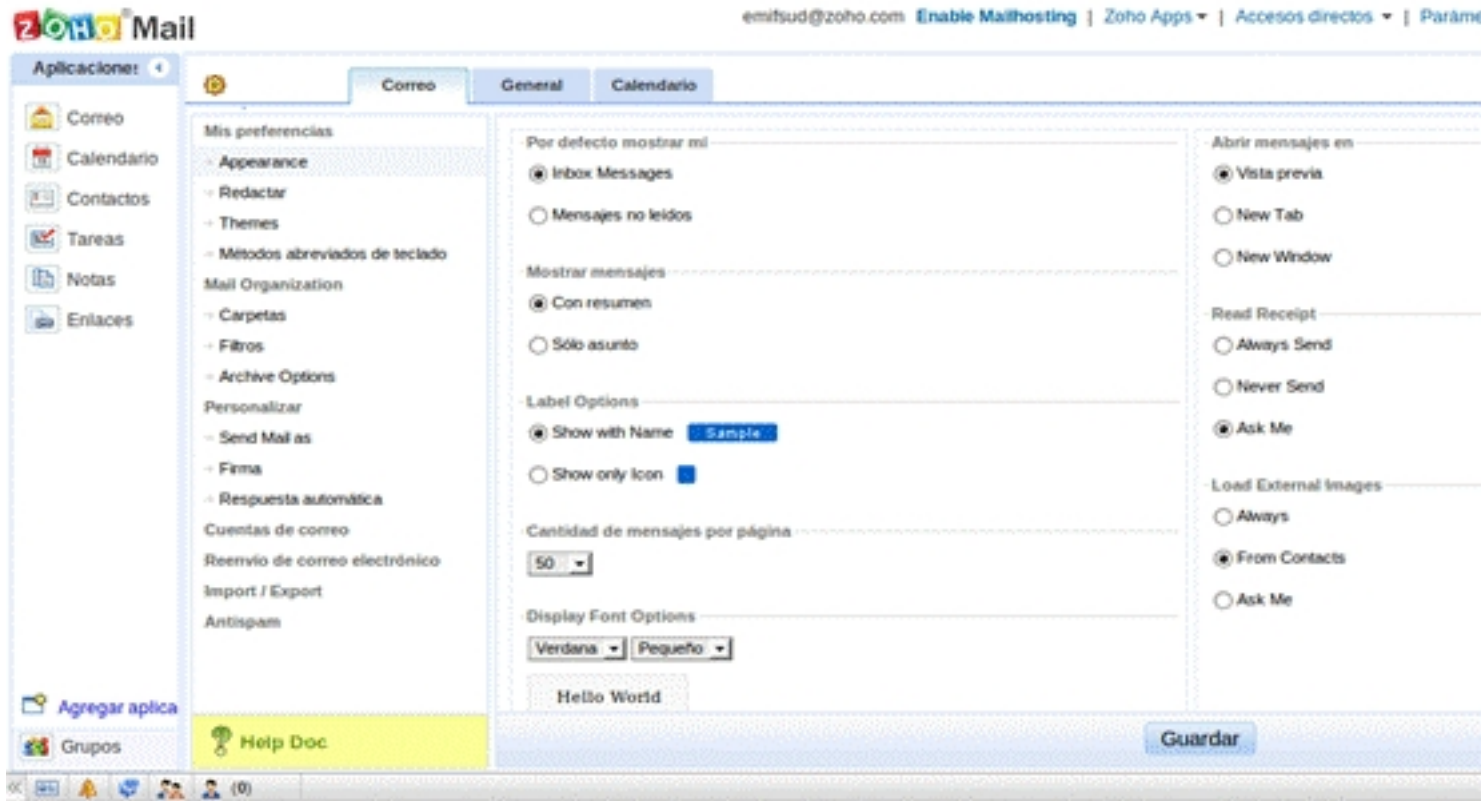 ZOHO Mail
emifsud@zoho.com Enable Mailhosting | Zoho Apps | Accesos directos |
Aplicaciones
Correo General Calendario
Correo
Calendario
Contactos
Tareas
Notas
Enlaces
Agregar aplica
Grupos
Mis preferencias
Appearance
Redactar
Themes
Métodos abreviados de teclado
Mail Organization
Carpetas
Filtros
Archive Options
Personalizar
Send Mail as
Firma
Respuesta automática
Cuentas de correo
Reenvío de correo electrónico
Import / Export
Antispam
Help Doc
Por defecto mostrar mi
Inbox Messages
Mensajes no leídos
Mostrar mensajes
Con resumen
Sólo asunto
Label Options
Show with Name Sample
Show only Icon
Cantidad de mensajes por página
50
Display Font Options
Verdana Pequeño
Hello World
Abrir mensajes en
Vista previa
New Tab
New Window
Read Receipt
Always Send
Never Send
Ask Me
Load External Images
Always
From Contacts
Ask Me
Guardar
(0)